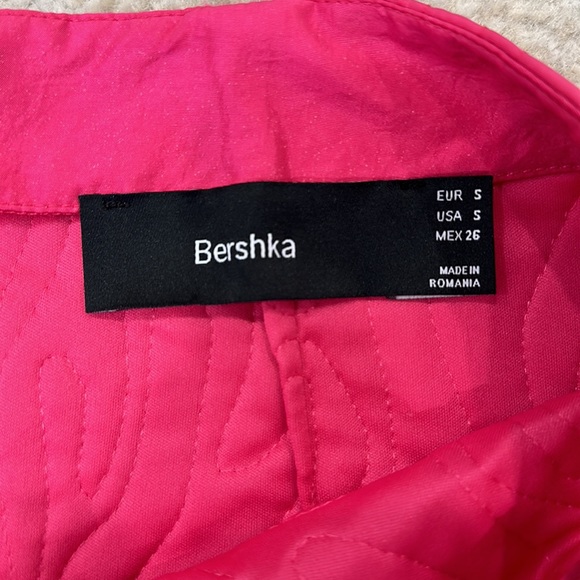 Bershka
EUR S
USA S
MEX 26
MADE IN
ROMANIA